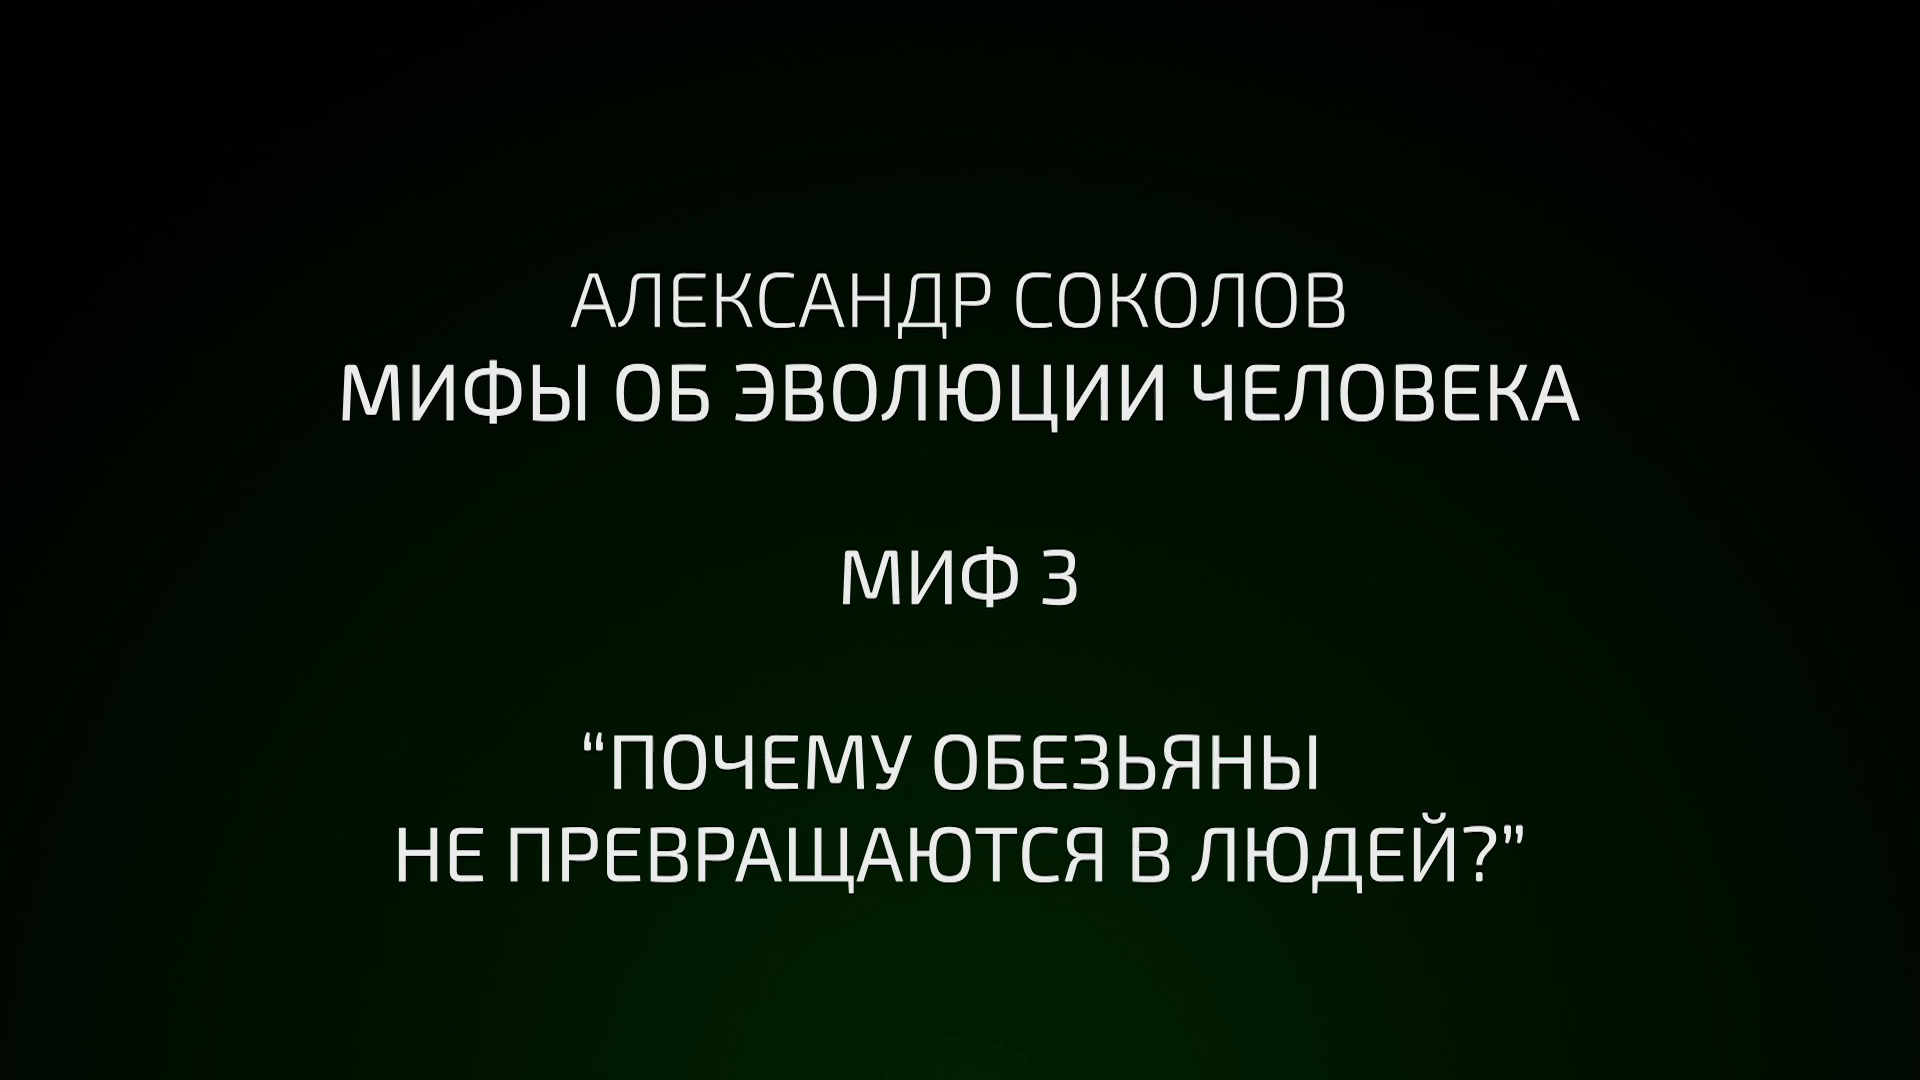 АЛЕКСАНДР СОКОЛОВ
МИФЫ ОБ ЭВОЛЮЦИИ ЧЕЛОВЕКА
МИФ 3
“ПОЧЕМУ ОБЕЗЬЯНЫ
НЕ ПРЕВРАЩАЮТСЯ В ЛЮДЕЙ?”